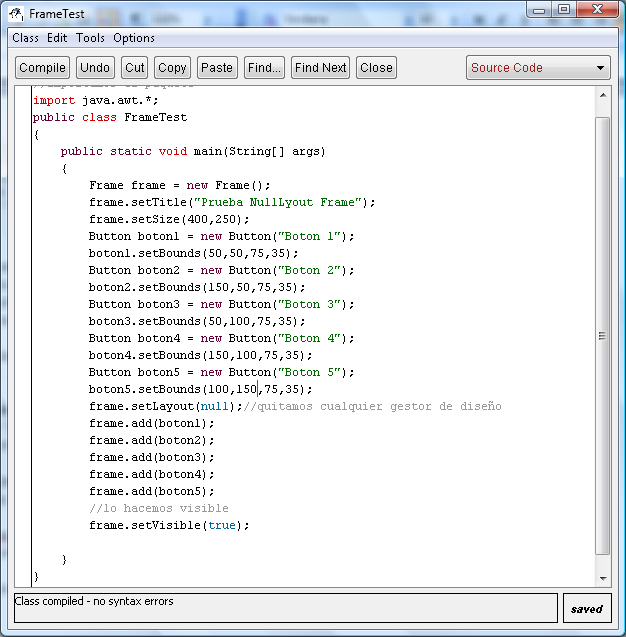 FrameTest
Class Edit Tools Options
Compile Undo Cut Copy Paste Find... Find Next Close Source Code
import java.awt.*;
public class FrameTest
{
public static void main(String[] args)
{
Frame frame = new Frame();
frame.setTitle("Prueba NullLyout Frame");
frame.setSize(400,250);
Button boton1 = new Button("Boton 1");
boton1.setBounds(50,50,75,35);
Button boton2 = new Button("Boton 2");
boton2.setBounds(150,50,75,35);
Button boton3 = new Button("Boton 3");
boton3.setBounds(50,100,75,35);
Button boton4 = new Button("Boton 4");
boton4.setBounds(150,100,75,35);
Button boton5 = new Button("Boton 5");
boton5.setBounds(100,150,75,35);
frame.setLayout(null);//quitamos cualquier gestor de diseño
frame.add(boton1);
frame.add(boton2);
frame.add(boton3);
frame.add(boton4);
frame.add(boton5);
//lo hacemos visible
frame.setVisible(true);
}
}
Class compiled - no syntax errors
saved